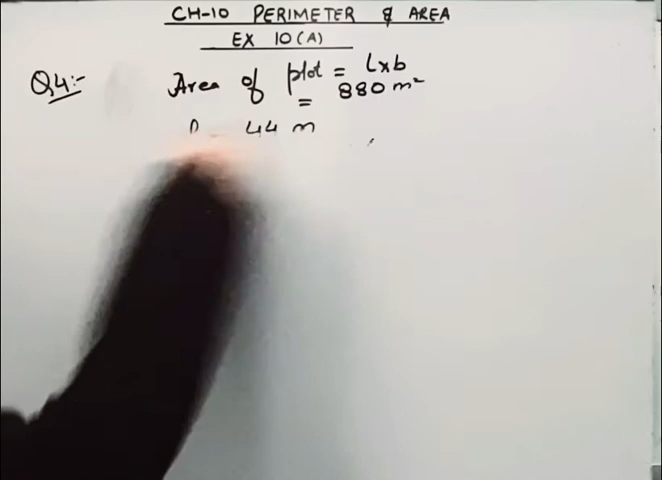 CH-10 PERIMETER & AREA
EX 10(A)
Q4:- Area of plot = l×b
= 880 m²
44 m